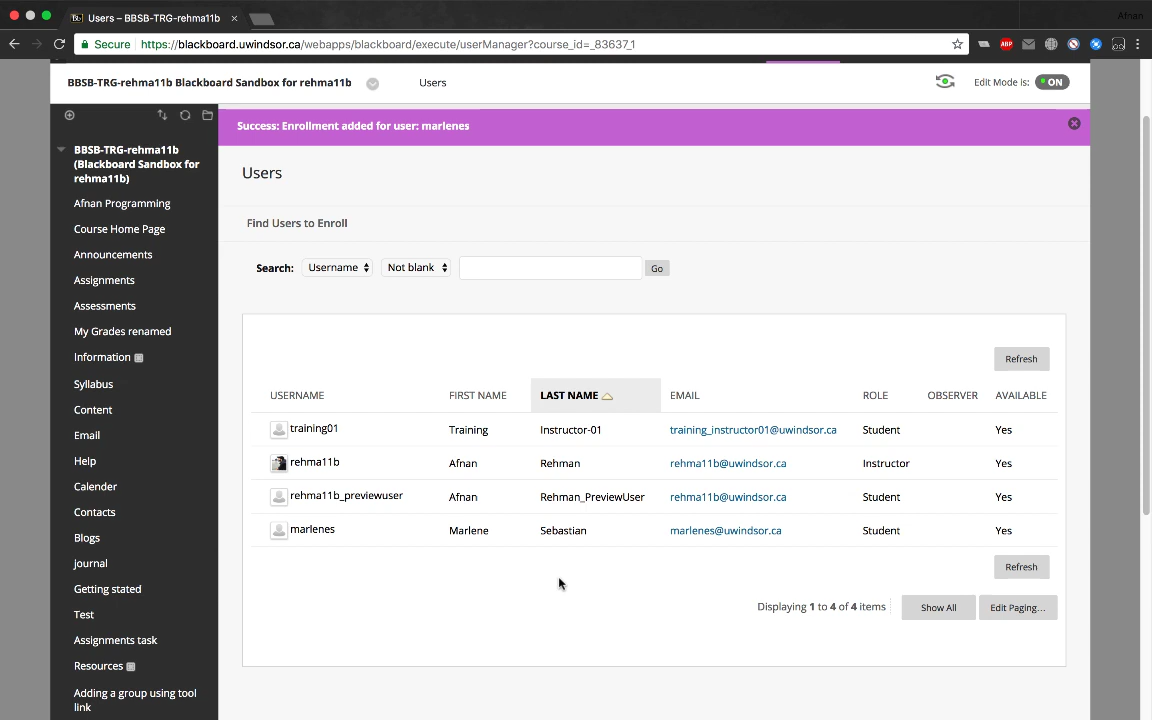 Users – BBSB-TRG-rehma11b
Afnan
Secure https://blackboard.uwindsor.ca/webapps/blackboard/execute/userManager?course_id=_83637_1
ABP
BBSB-TRG-rehma11b Blackboard Sandbox for rehma11b
Users
Edit Mode is: ON
Success: Enrollment added for user: marlenes
BBSB-TRG-rehma11b
(Blackboard Sandbox for
rehma11b)
Afnan Programming
Course Home Page
Announcements
Assignments
Assessments
My Grades renamed
Information
Syllabus
Content
Email
Help
Calender
Contacts
Blogs
Journal
Getting stated
Test
Assignments task
Resources
Adding a group using tool
link
Users
Find Users to Enroll
Search: Username Not blank Go
Refresh
USERNAME FIRST NAME LAST NAME EMAIL ROLE OBSERVER AVAILABLE
training01 Training Instructor-01 training_instructor01@uwindsor.ca Student Yes
rehma11b Afnan Rehman rehma11b@uwindsor.ca Instructor Yes
rehma11b_previewuser Afnan Rehman_PreviewUser rehma11b@uwindsor.ca Student Yes
marlenes Marlene Sebastian marlenes@uwindsor.ca Student Yes
Refresh
Displaying 1 to 4 of 4 items Show All Edit Paging...